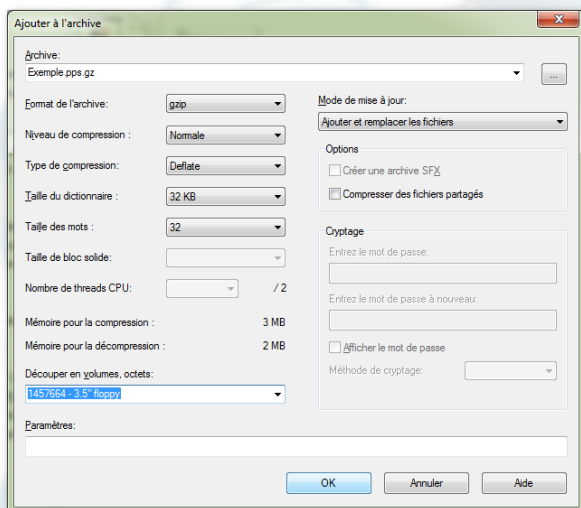 Ajouter à l'archive
Archive:
Exemple.pps.gz
...
Format de l'archive:
gzip
Niveau de compression :
Normale
Type de compression:
Deflate
Taille du dictionnaire :
32 KB
Taille des mots :
32
Taille de bloc solide:
Nombre de threads CPU:
/ 2
Mémoire pour la compression :
3 MB
Mémoire pour la décompression :
2 MB
Découper en volumes, octets:
1457664 - 3.5" floppy
Mode de mise à jour:
Ajouter et remplacer les fichiers
Options
Créer une archive SFX
Compresser des fichiers partagés
Cryptage
Entrez le mot de passe:
Entrez le mot de passe à nouveau:
Afficher le mot de passe
Méthode de cryptage:
Paramètres:
OK
Annuler
Aide